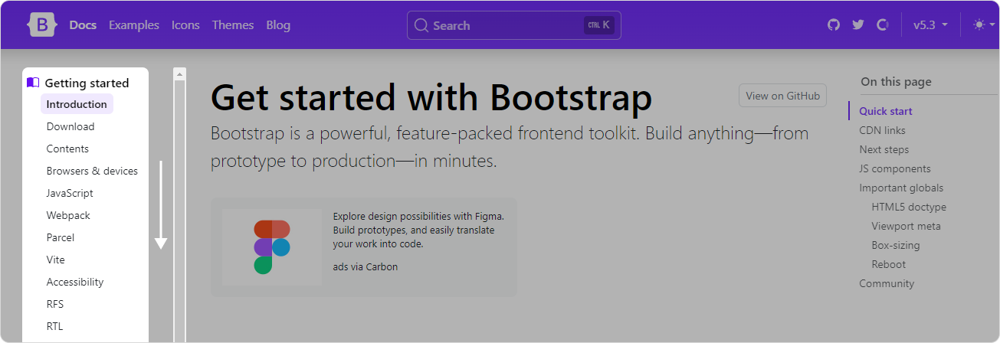 B
Docs Examples Icons Themes Blog
Search
CTRL K
v5.3
Getting started
Introduction
Download
Contents
Browsers & devices
JavaScript
Webpack
Parcel
Vite
Accessibility
RFS
RTL
Get started with Bootstrap
View on GitHub
Bootstrap is a powerful, feature-packed frontend toolkit. Build anything—from
prototype to production—in minutes.
Explore design possibilities with Figma.
Build prototypes, and easily translate
your work into code.
ads via Carbon
On this page
Quick start
CDN links
Next steps
JS components
Important globals
HTML5 doctype
Viewport meta
Box-sizing
Reboot
Community